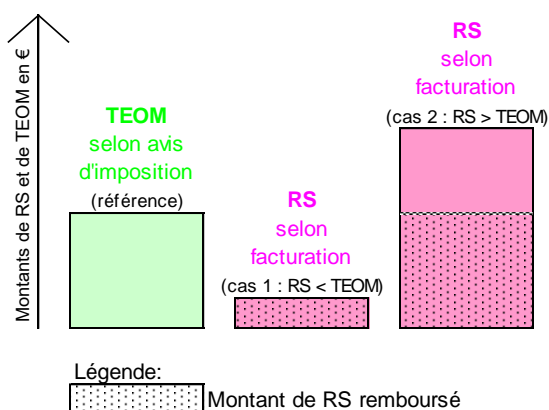 Montants de RS et de TEOM en €
TEOM
selon avis
d'imposition
(référence)
RS
selon
facturation
(cas 1 : RS < TEOM)
RS
selon
facturation
(cas 2 : RS > TEOM)
Légende:
Montant de RS remboursé